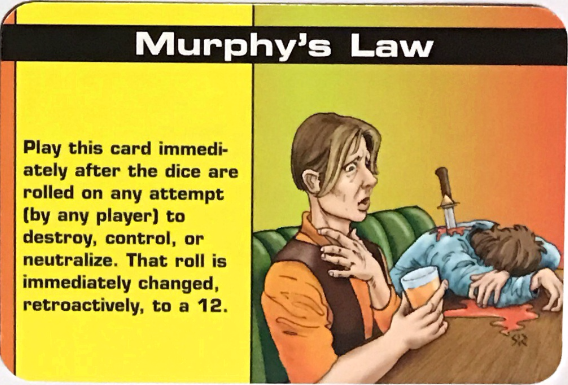 Murphy's Law
Play this card immedi-
ately after the dice are
rolled on any attempt
(by any player) to
destroy, control, or
neutralize. That roll is
immediately changed,
retroactively, to a 12.
SR